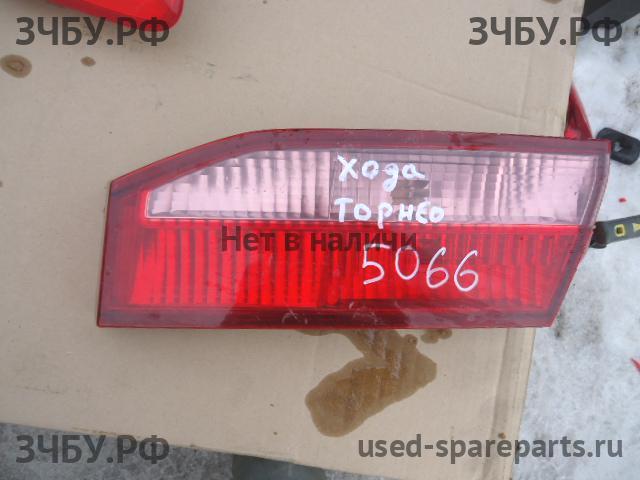 ЗЧБУ.РФ ЗЧБУ.РФ
хода
торнео
Нет в наличии
5066
ЗЧБУ.РФ used-spareparts.ru